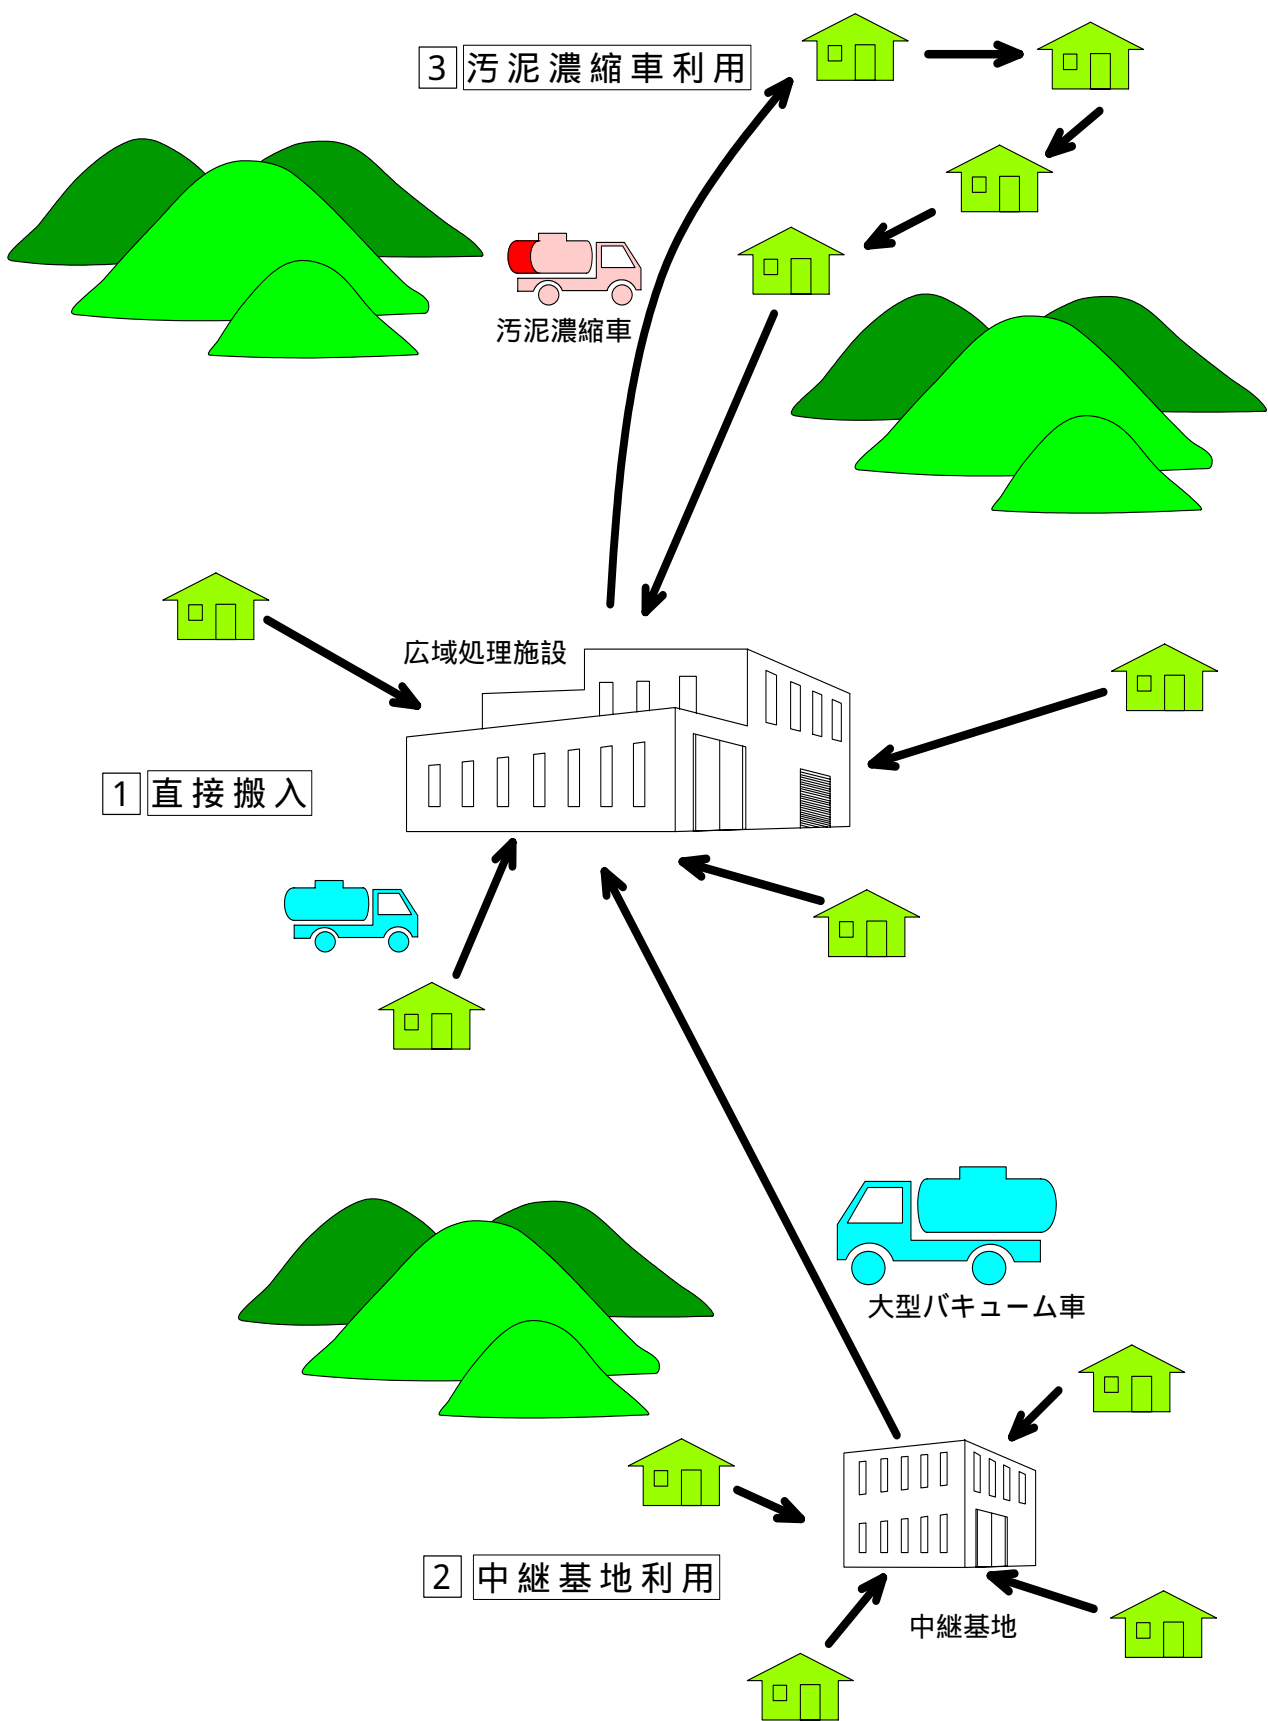 3 汚泥濃縮車利用
汚泥濃縮車
広域処理施設
1 直接搬入
大型バキューム車
2 中継基地利用
中継基地